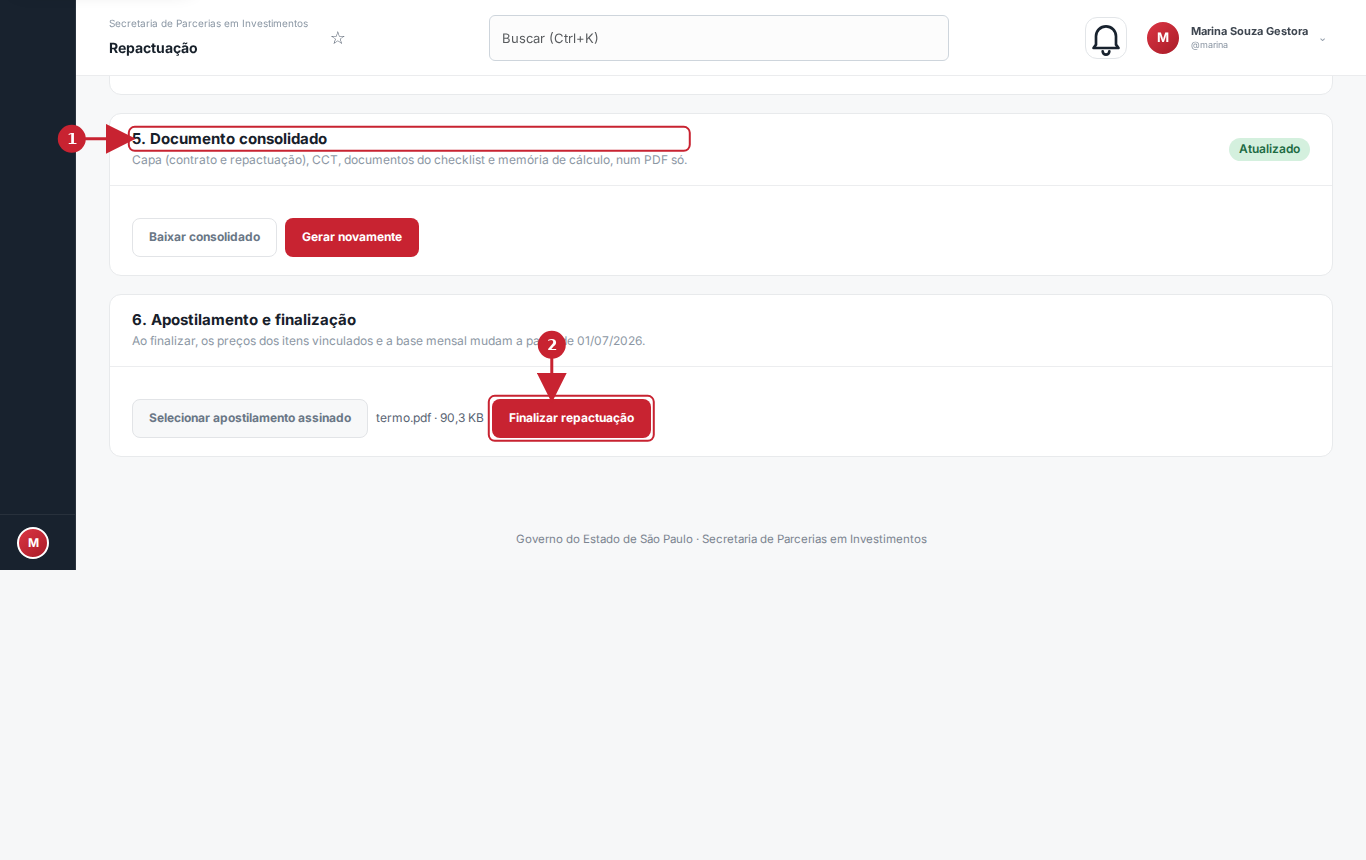 Secretaria de Parcerias em Investimentos
Repactuação
☆
Buscar (Ctrl+K)
M
Marina Souza Gestora
@marina
1
5. Documento consolidado
Capa (contrato e repactuação), CCT, documentos do checklist e memória de cálculo, num PDF só.
Atualizado
Baixar consolidado
Gerar novamente
6. Apostilamento e finalização
Ao finalizar, os preços dos itens vinculados e a base mensal mudam a 01/07/2026.
2
Selecionar apostilamento assinado
termo.pdf · 90,3 KB
Finalizar repactuação
M
Governo do Estado de São Paulo · Secretaria de Parcerias em Investimentos